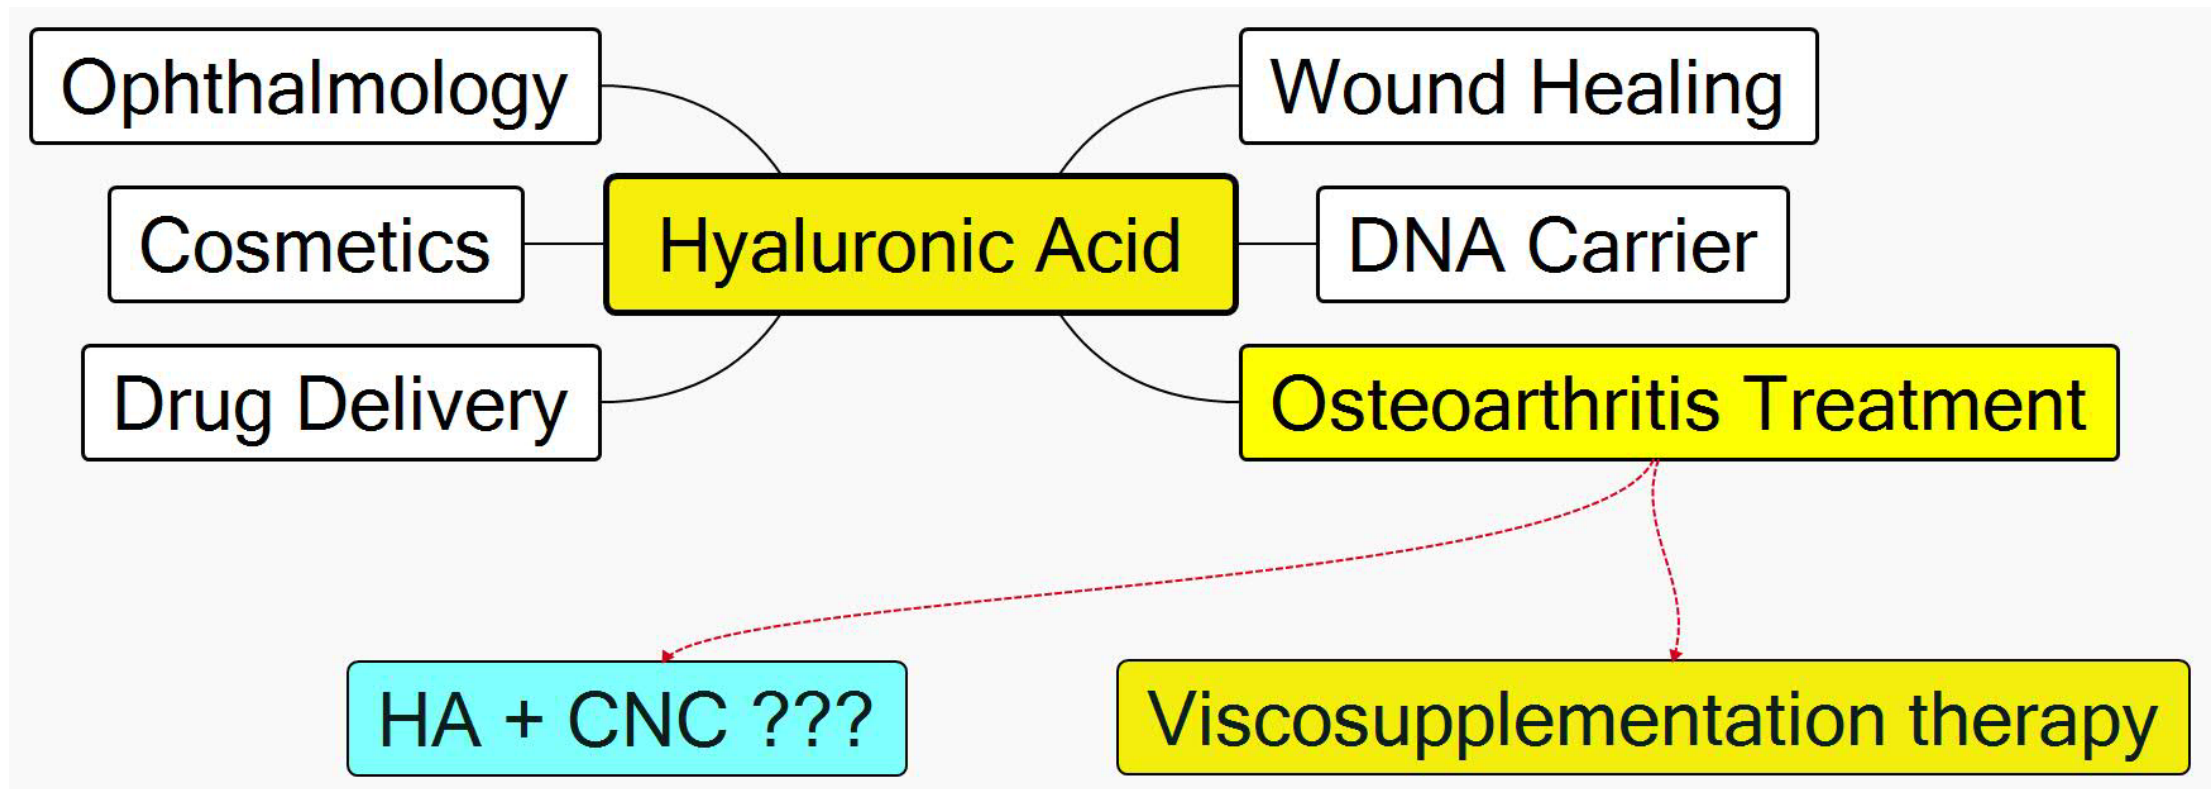 Ophthalmology
Wound Healing
Cosmetics
Hyaluronic Acid
DNA Carrier
Drug Delivery
Osteoarthritis Treatment
HA + CNC ???
Viscosupplementation therapy